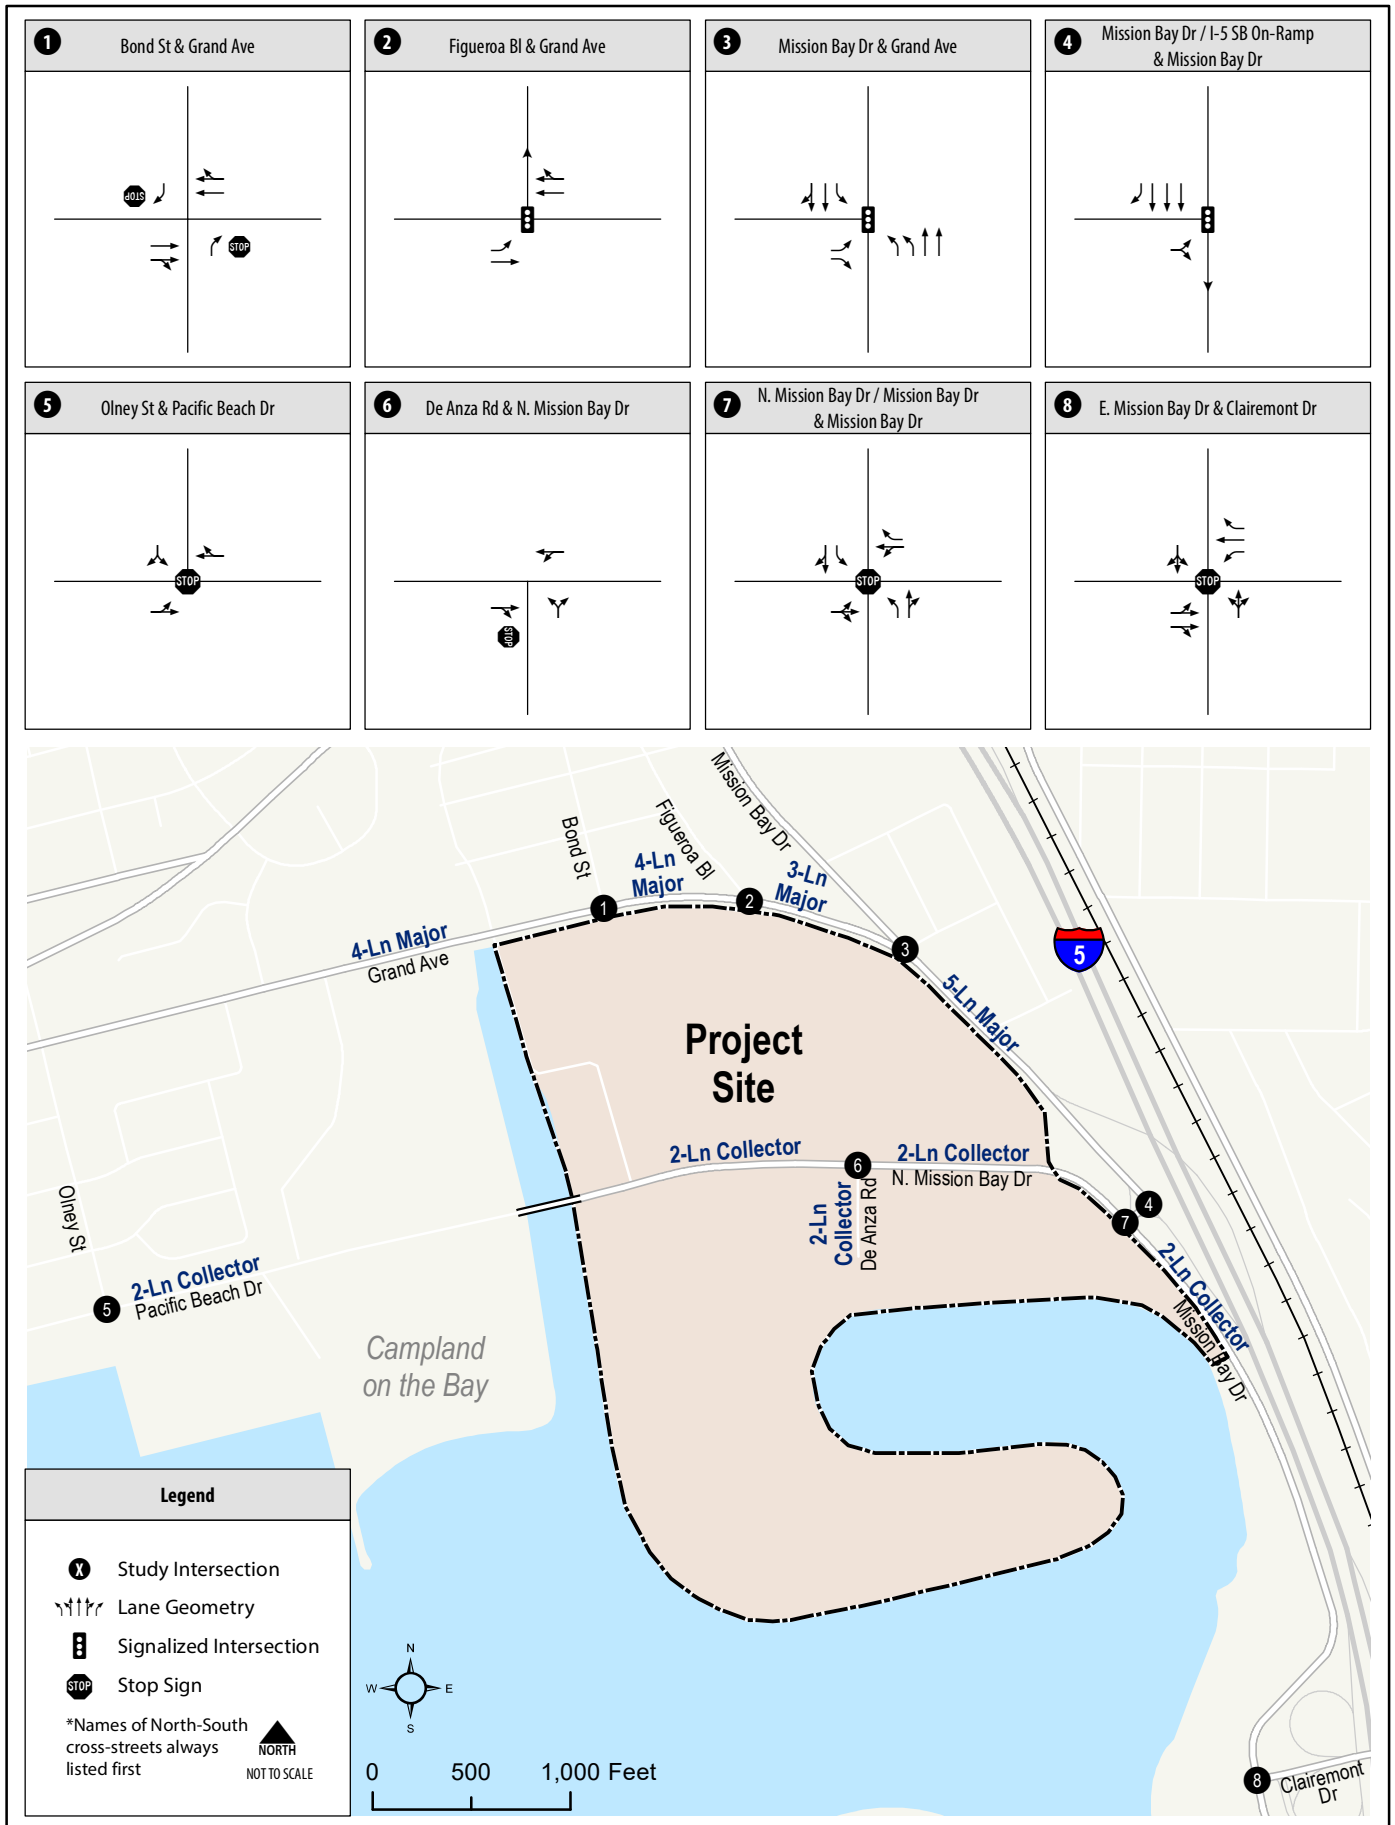 1
Bond St & Grand Ave
STOP
STOP
2
Figueroa Bl & Grand Ave
3
Mission Bay Dr & Grand Ave
4
Mission Bay Dr / I-5 SB On-Ramp
& Mission Bay Dr
5
Olney St & Pacific Beach Dr
STOP
6
De Anza Rd & N. Mission Bay Dr
STOP
7
N. Mission Bay Dr / Mission Bay Dr
& Mission Bay Dr
STOP
8
E. Mission Bay Dr & Clairemont Dr
STOP
Mission Bay Dr
Figueroa Bl
Bond St
4-Ln
Major
3-Ln
Major
1
2
3
4-Ln Major
Grand Ave
5
5-Ln Major
Project
Site
2-Ln Collector
6
2-Ln Collector
N. Mission Bay Dr
2-Ln
Collector
De Anza Rd
4
7
2-Ln Collector
Mission Bay Dr
Olney St
5
2-Ln Collector
Pacific Beach Dr
Campland
on the Bay
Legend
X
Study Intersection
Lane Geometry
Signalized Intersection
STOP
Stop Sign
*Names of North-South
cross-streets always
listed first
NORTH
NOT TO SCALE
N
W
E
S
0
500
1,000 Feet
8
Clairemont
Dr